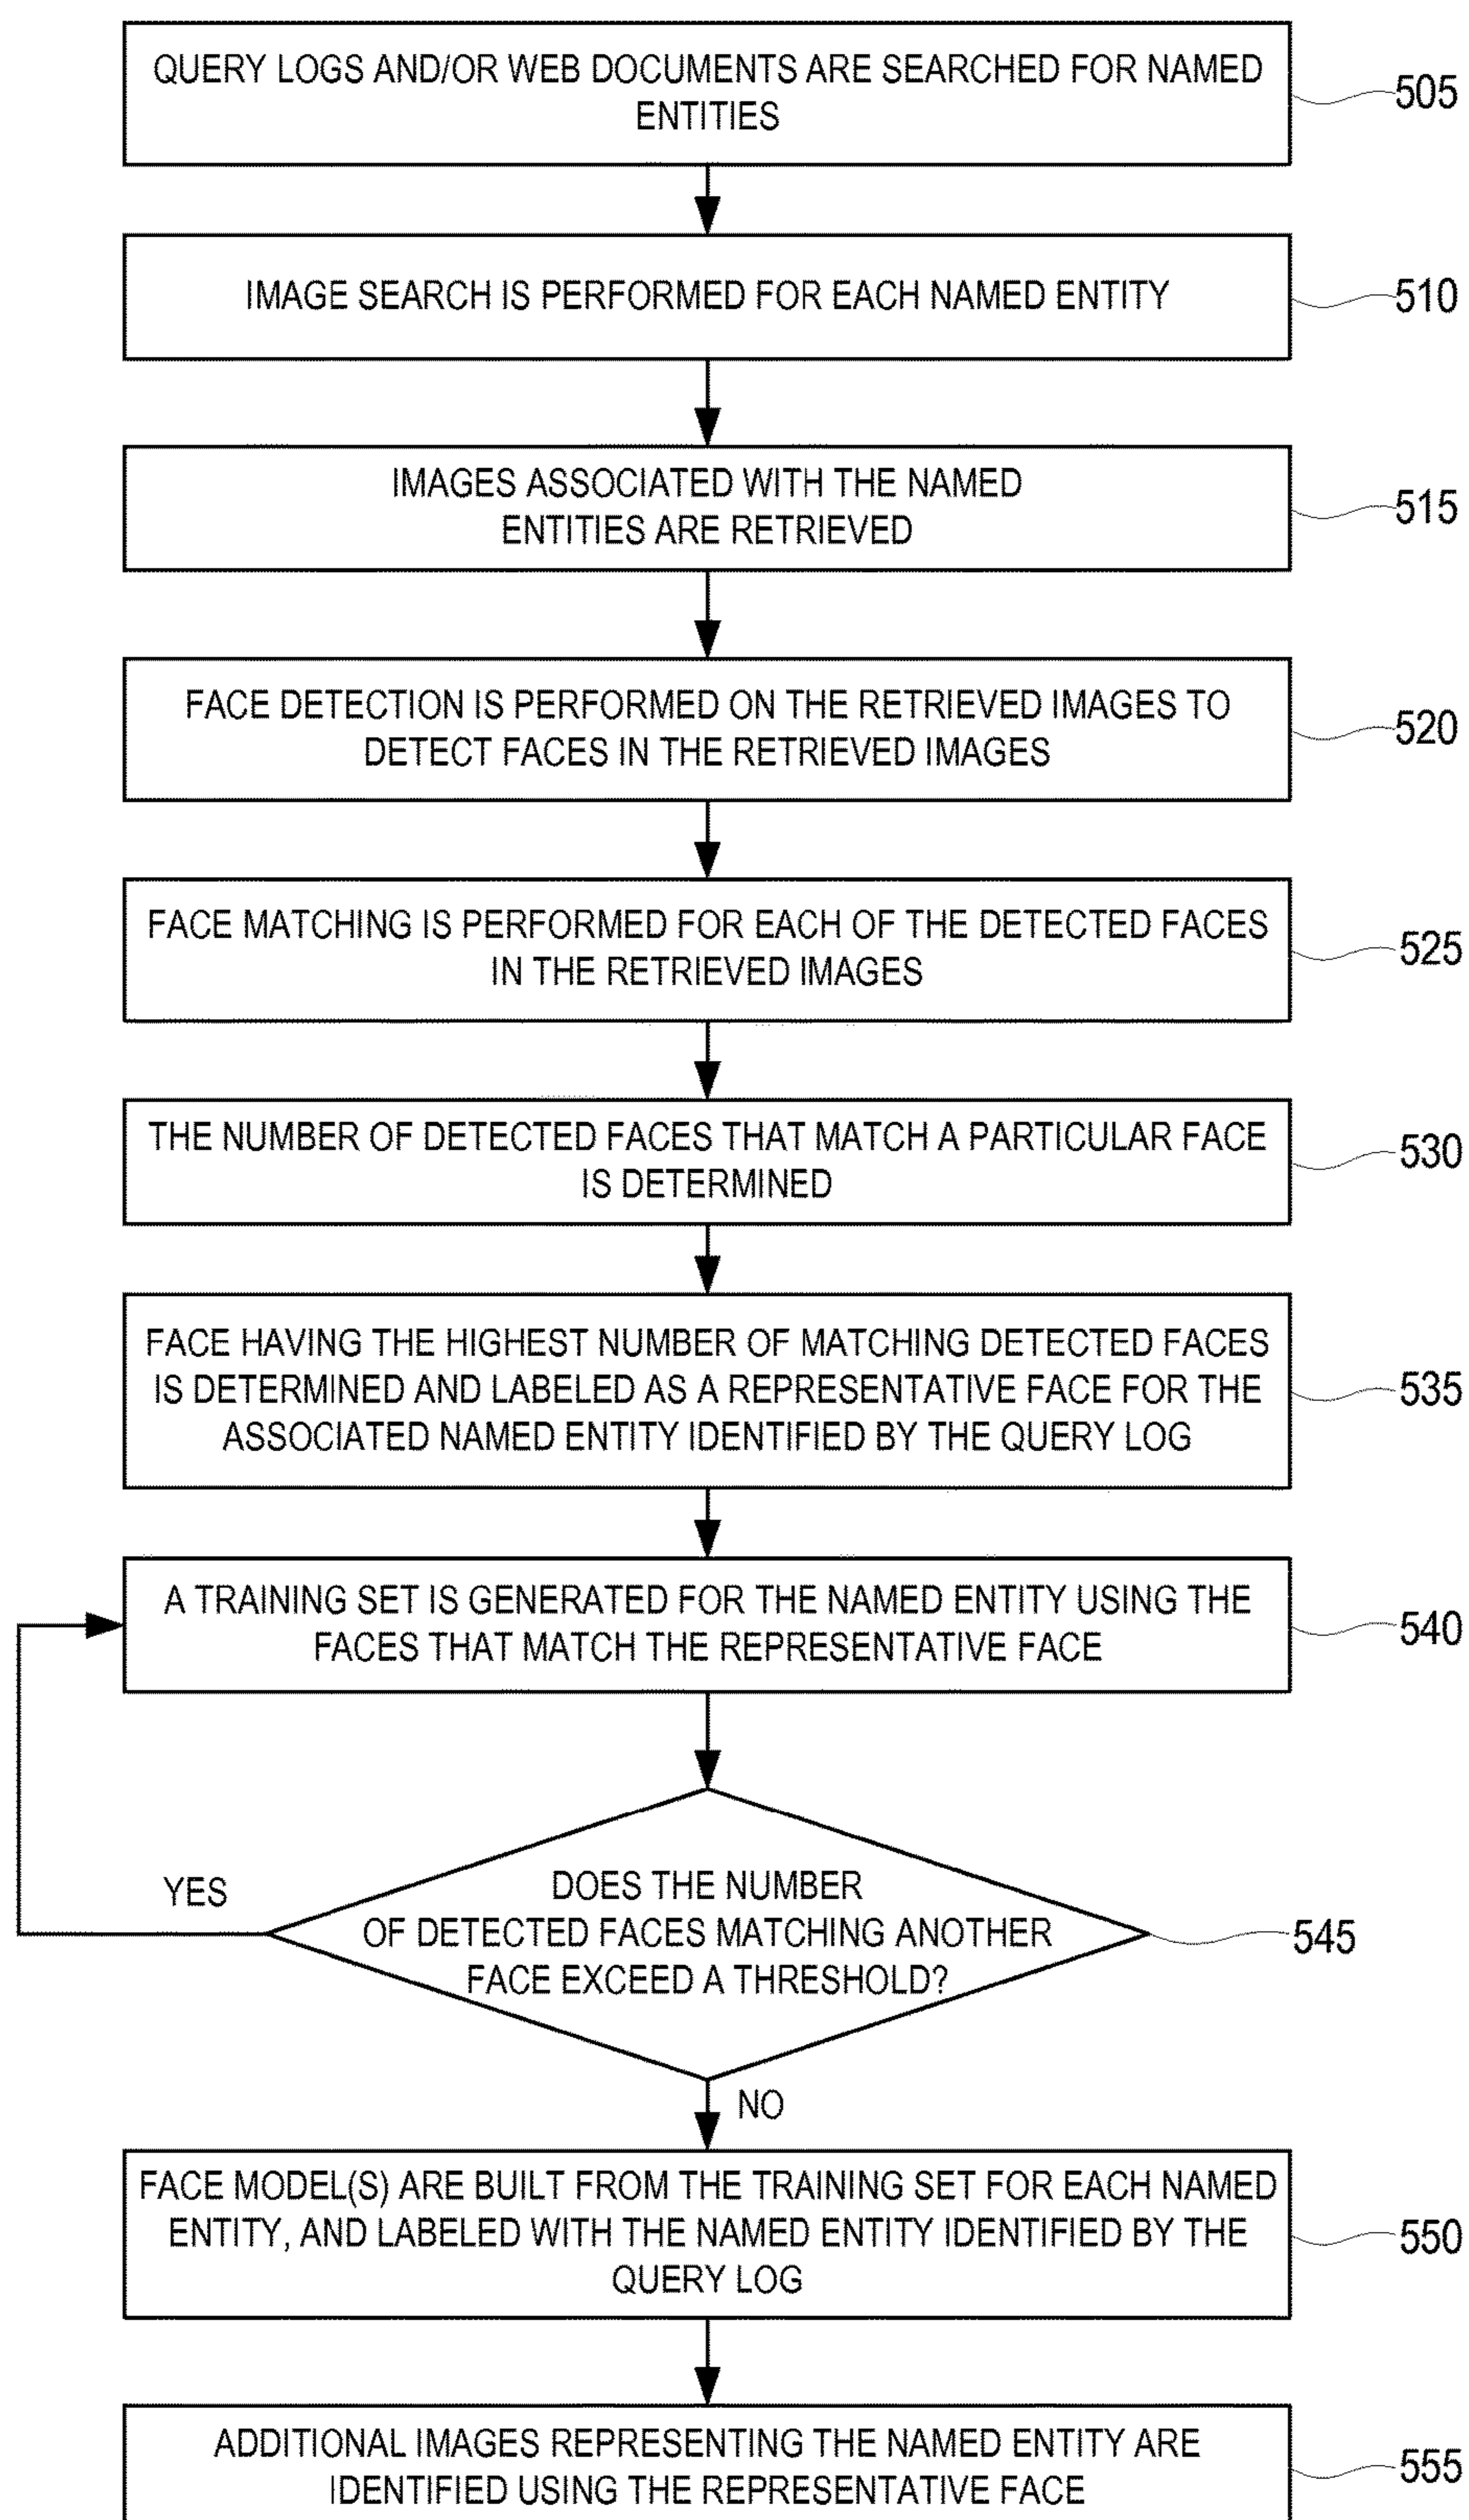 QUERY LOGS AND/OR WEB DOCUMENTS ARE SEARCHED FOR NAMED
ENTITIES
505
IMAGE SEARCH IS PERFORMED FOR EACH NAMED ENTITY
510
IMAGES ASSOCIATED WITH THE NAMED
ENTITIES ARE RETRIEVED
515
FACE DETECTION IS PERFORMED ON THE RETRIEVED IMAGES TO
DETECT FACES IN THE RETRIEVED IMAGES
520
FACE MATCHING IS PERFORMED FOR EACH OF THE DETECTED FACES
IN THE RETRIEVED IMAGES
525
THE NUMBER OF DETECTED FACES THAT MATCH A PARTICULAR FACE
IS DETERMINED
530
FACE HAVING THE HIGHEST NUMBER OF MATCHING DETECTED FACES
IS DETERMINED AND LABELED AS A REPRESENTATIVE FACE FOR THE
ASSOCIATED NAMED ENTITY IDENTIFIED BY THE QUERY LOG
535
A TRAINING SET IS GENERATED FOR THE NAMED ENTITY USING THE
FACES THAT MATCH THE REPRESENTATIVE FACE
540
YES
DOES THE NUMBER
OF DETECTED FACES MATCHING ANOTHER
FACE EXCEED A THRESHOLD?
545
NO
FACE MODEL(S) ARE BUILT FROM THE TRAINING SET FOR EACH NAMED
ENTITY, AND LABELED WITH THE NAMED ENTITY IDENTIFIED BY THE
QUERY LOG
550
ADDITIONAL IMAGES REPRESENTING THE NAMED ENTITY ARE
IDENTIFIED USING THE REPRESENTATIVE FACE
555